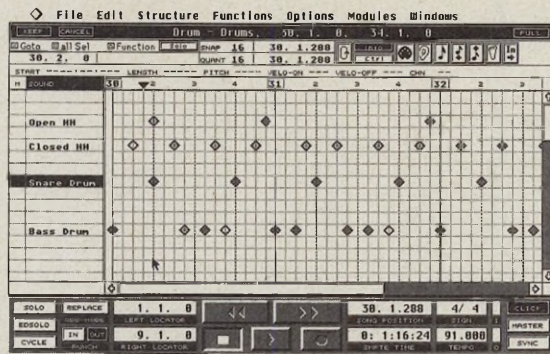 File Edit Structure Functions Options Modules Windows
KEEP CANCEL Drum - Drums, 30. 1. 0. 34. 1. 0 FULL
Goto all Sel Function Solo SNAP 16 30. 1.288 Info
30. 2. 0 QUANT 16 30. 1.288 Ctrl In
START LENGTH PITCH VELO-ON VELO-OFF CHN
M SOUND 30 2 3 4 31 2 3 4 32 2 3
Open HH
Closed HH
Snare Drum
Bass Drum
SOLO REPLACE 1. 1. 0 30. 1.288 4/ 4 CLICK
LEFT LOCATOR SONG POSITION SIGN
EDSOLO IN OUT 9. 1. 0 0: 1:16:24 91.000 MASTER
CYCLE PUNCH RIGHT LOCATOR SMPTE TIME TEMPO SYNC